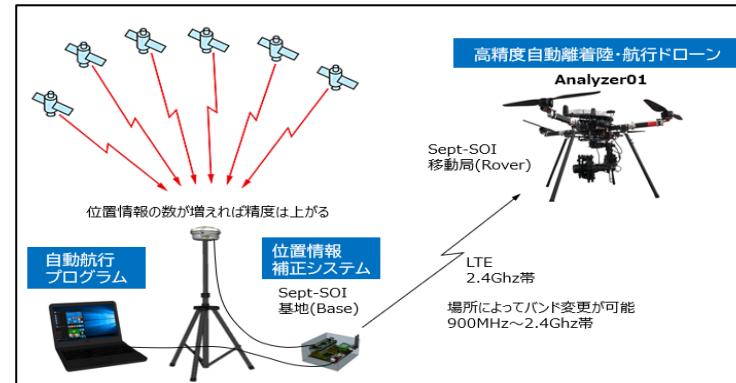 高精度自動離着陸・航行ドローン
Analyzer01
Sept-SOI
移動局(Rover)
位置情報の数が増えれば精度は上がる
自動航行
プログラム
位置情報
補正システム
Sept-SOI
基地(Base)
LTE
2.4Ghz帯
場所によってバンド変更が可能
900MHz～2.4Ghz帯